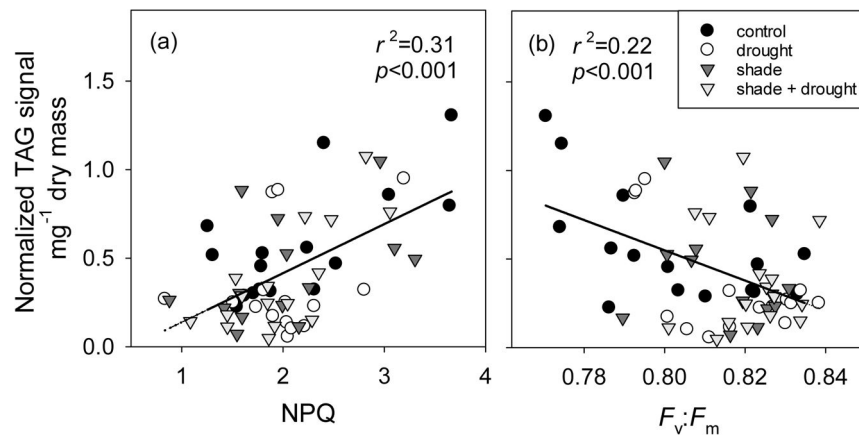 Normalized TAG signal
mg⁻¹ dry mass
(a)
r²=0.31
p<0.001
1.5
1.0
0.5
0.0
1 2 3 4
NPQ
(b)
r²=0.22
p<0.001
control
drought
shade
shade + drought
0.78 0.80 0.82 0.84
Fᵥ:Fₘ